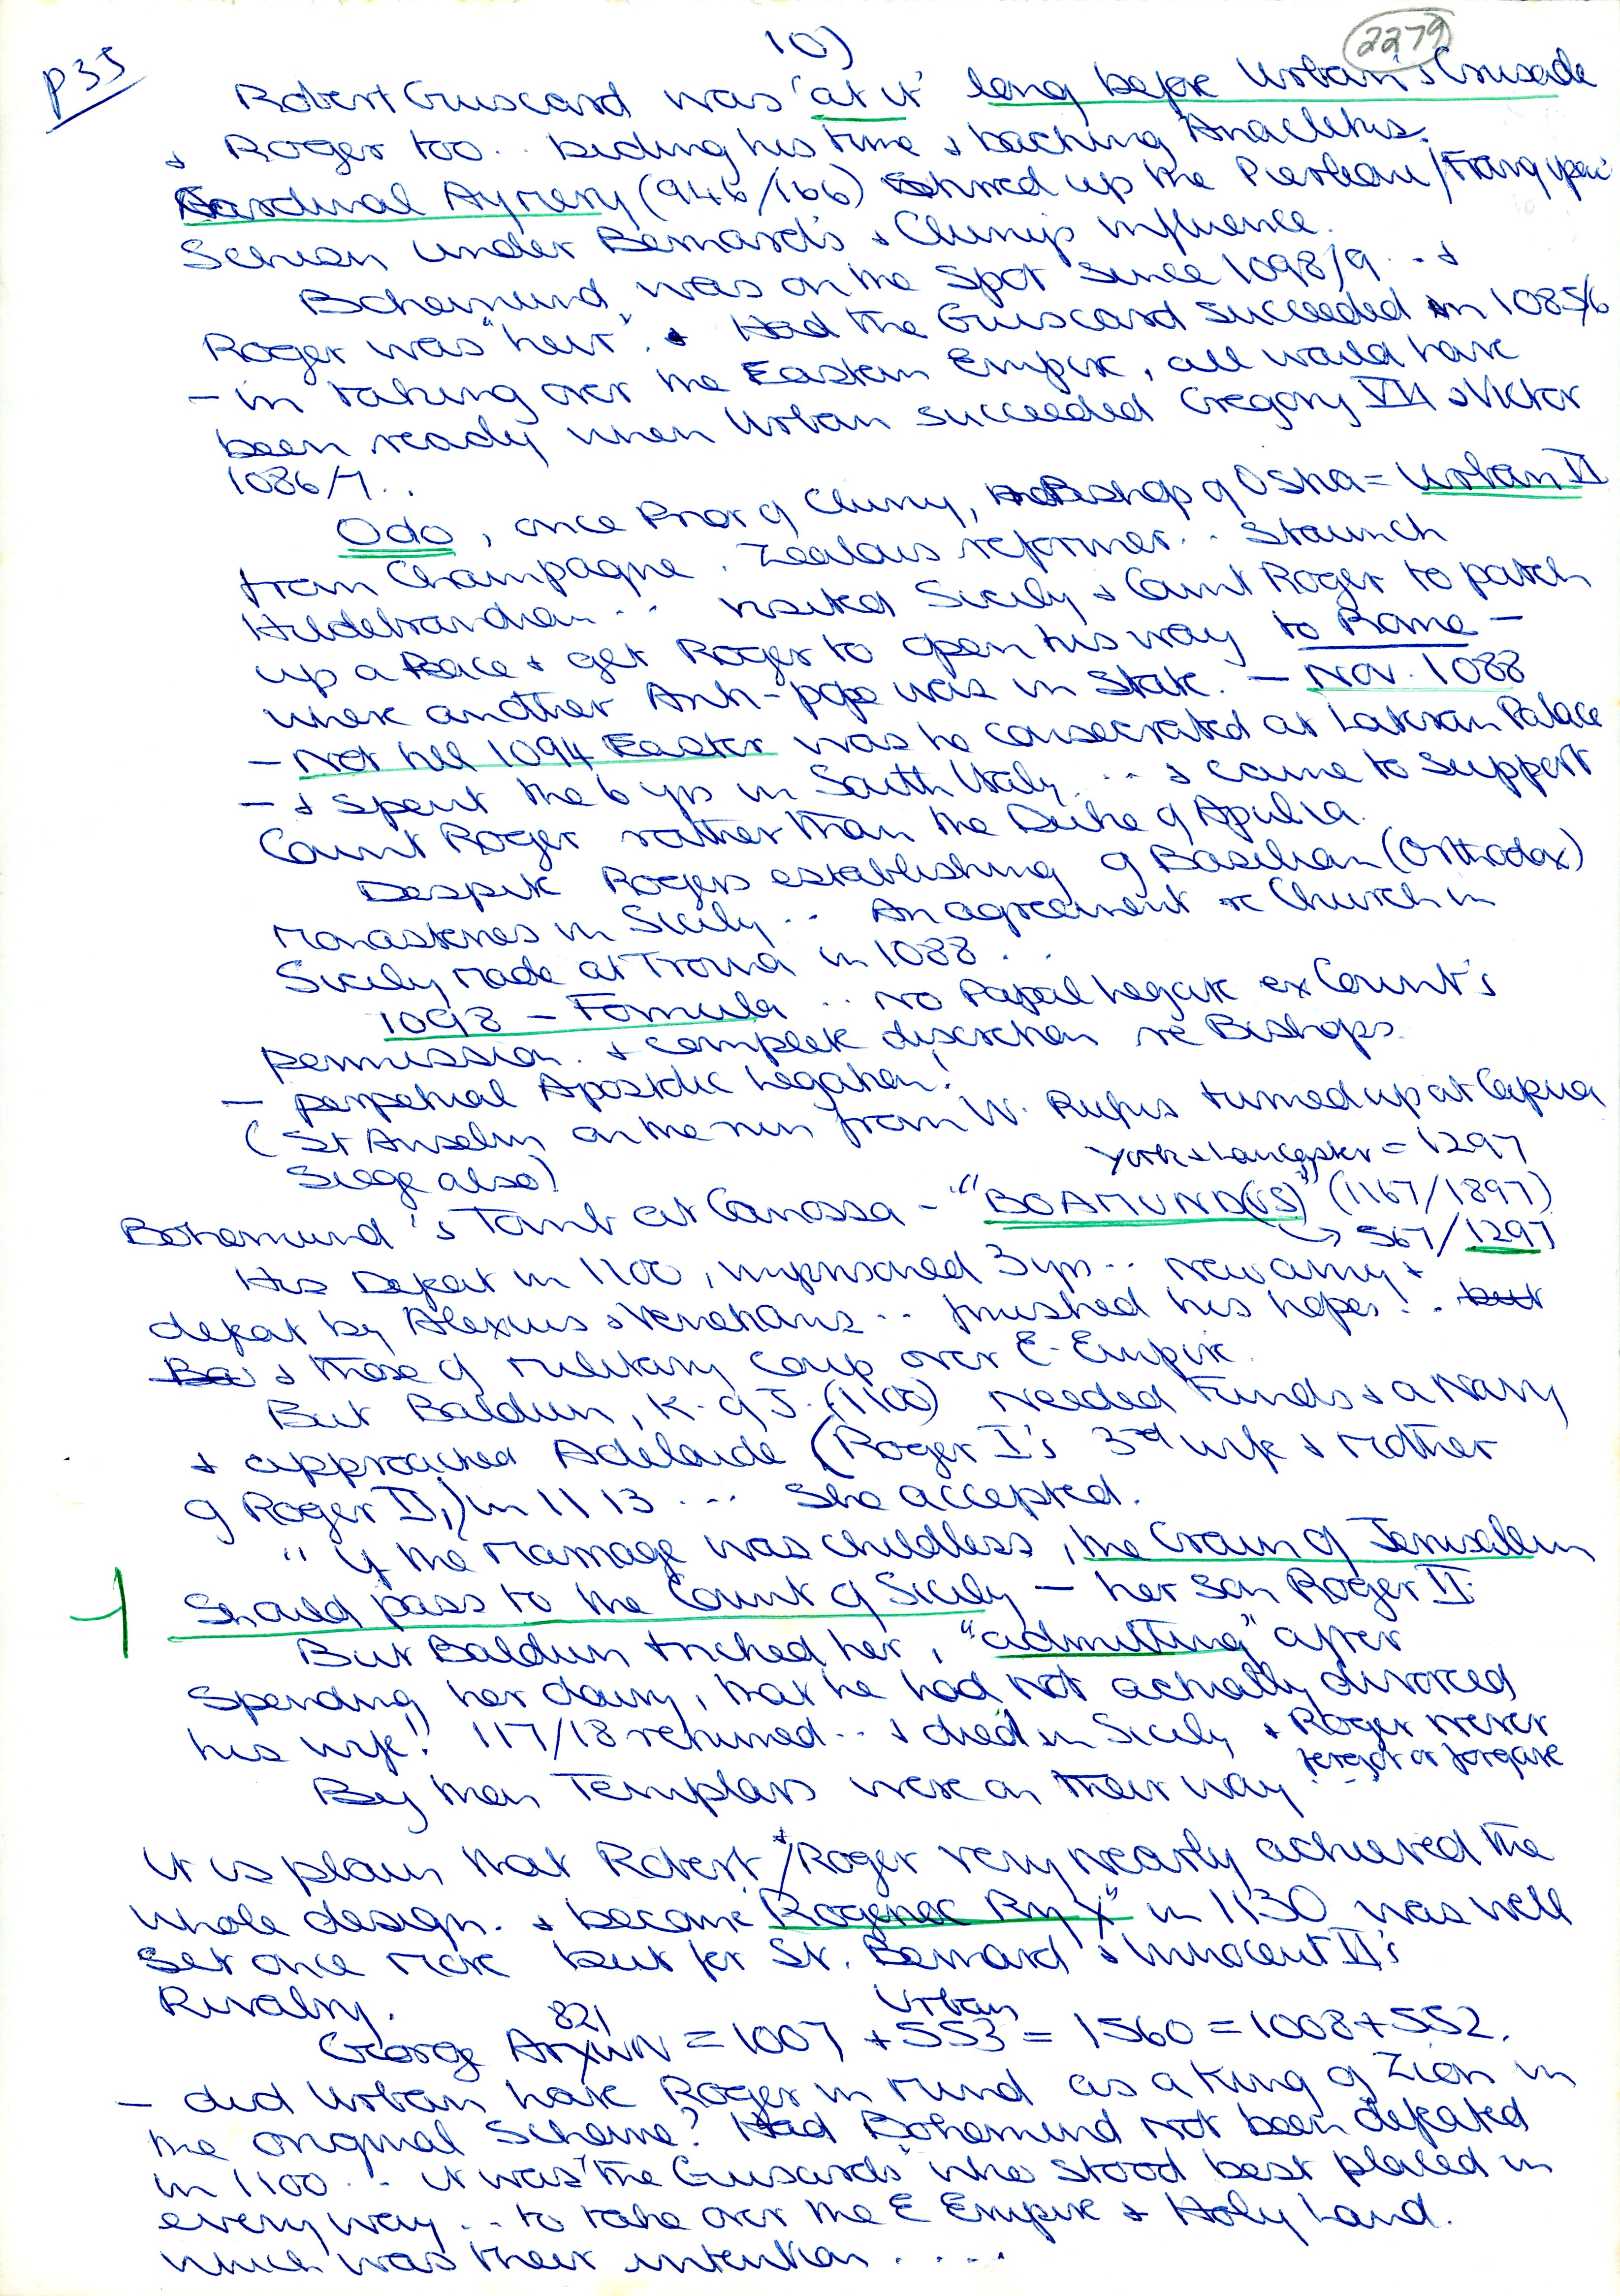 10)
2279
p35
Robert Guiscard was 'at it' long before Urban's Crusade
& Roger too.. biding his time & backing Anacletus.
Cardinal Aymery (946/166) stirred up the Pierleoni/Frangipani
Schism under Bernard's & Cluny's influence.
Bohemund, was on the spot since 1098/9... &
Roger was "heir". Had the Guiscard succeeded in 1085/6
- in taking over the Eastern Empire, all would have
been ready when Urban succeeded Gregory VII & Victor
1086/7..
Odo, once Prior of Cluny, Bishop of Ostia = Urban II
from Champagne. Zealous reformer... Staunch
Hildebrandian... visited Sicily & Count Roger to patch
up a Peace & get Roger to open his way to Rome -
where another Anti-pope was in State. - Nov. 1088
- Not till 1094 Easter was he consecrated at Lateran Palace
- & spent the 6 yrs in South Italy... & came to support
Count Roger rather than the Duke of Apulia.
Despite Rogers establishing of Basilian (Orthodox)
Monasteries in Sicily.. An agreement re Church in
Sicily made at Troina in 1088..
1098 - Formula .. No Papal Legate ex Count's
permission. & complete discretion re Bishops.
- perpetual Apostolic Legation!
(St Anselm on the run from W. Rufus turned up at Capua
Siege also)
York & Lancaster = 1297
Bohemund's Tomb at Canossa - "BOAMUND(US)" (1167/1897)
→ 567/1297
His Defeat in 1100, imprisoned 3 yrs... new army &
defeat by Alexius & Venetians.. finished his hopes!. but
Bo & those of military Coup over E. Empire.
But Baldwin, K. of J. (1100) needed Funds & a Navy
& approached Adelaide (Roger I's 3rd wife & mother
of Roger II,) in 1113... She accepted.
"if the marriage was childless, the Crown of Jerusalem
Should pass to the Count of Sicily - her son Roger II.
But Baldwin tricked her, "admitting" after
spending her dowry, that he had not actually divorced
his wife! 117/18 returned... & died in Sicily & Roger never
forgot or forgave
By then Templars were on their way...
It is plain that Robert &/Roger very nearly achieved the
whole design. & became "Rogerec Ryx" in 1130 was well
set once more but for St. Bernard & Innocent II's
Rivalry.
821 Urban
George Arxwn = 1007 + 553 = 1560 = 1008 + 552.
- did Urban have Roger in mind as a King of Zion in
the original scheme? Had Bohemund not been defeated
in 1100... it was "the Guisards" who stood best placed in
every way... to take over the E Empire & Holy Land.
which was their intention.....